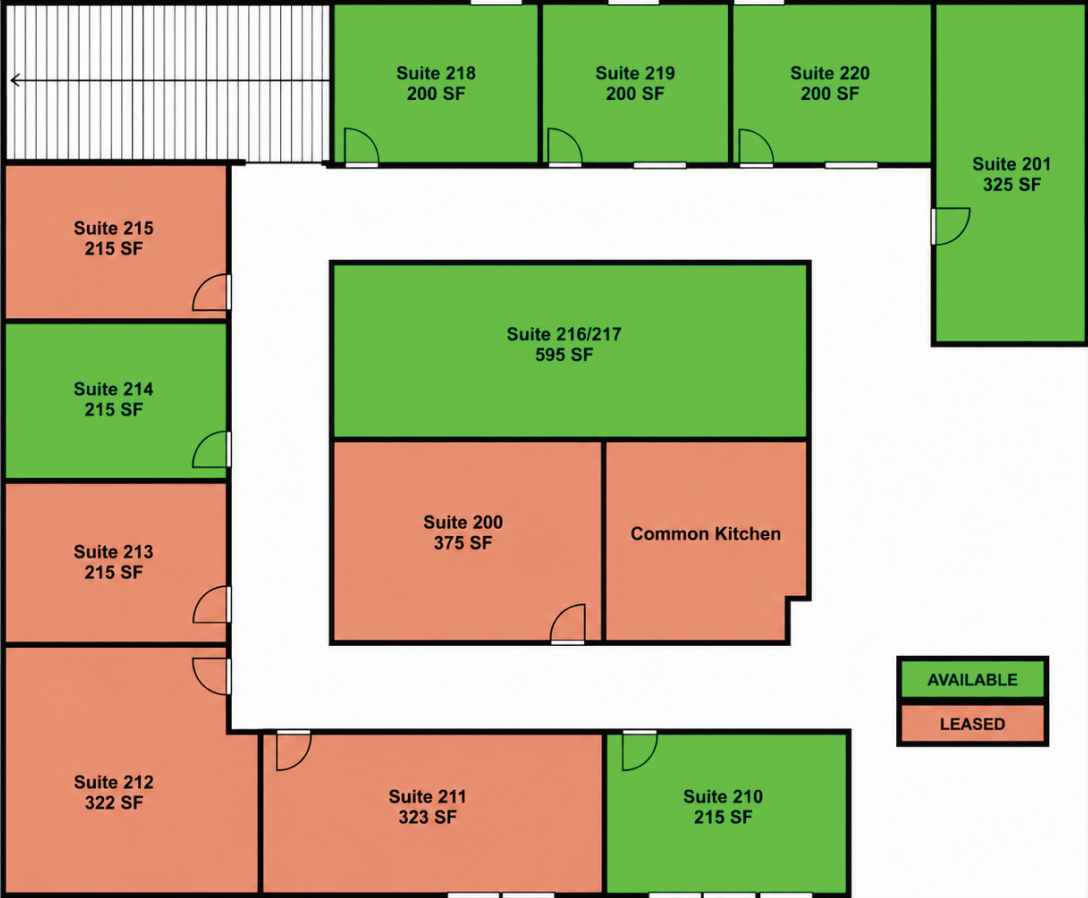 Suite 218
200 SF
Suite 219
200 SF
Suite 220
200 SF
Suite 201
325 SF
Suite 215
215 SF
Suite 216/217
595 SF
Suite 214
215 SF
Suite 200
375 SF
Common Kitchen
Suite 213
215 SF
AVAILABLE
LEASED
Suite 212
322 SF
Suite 211
323 SF
Suite 210
215 SF